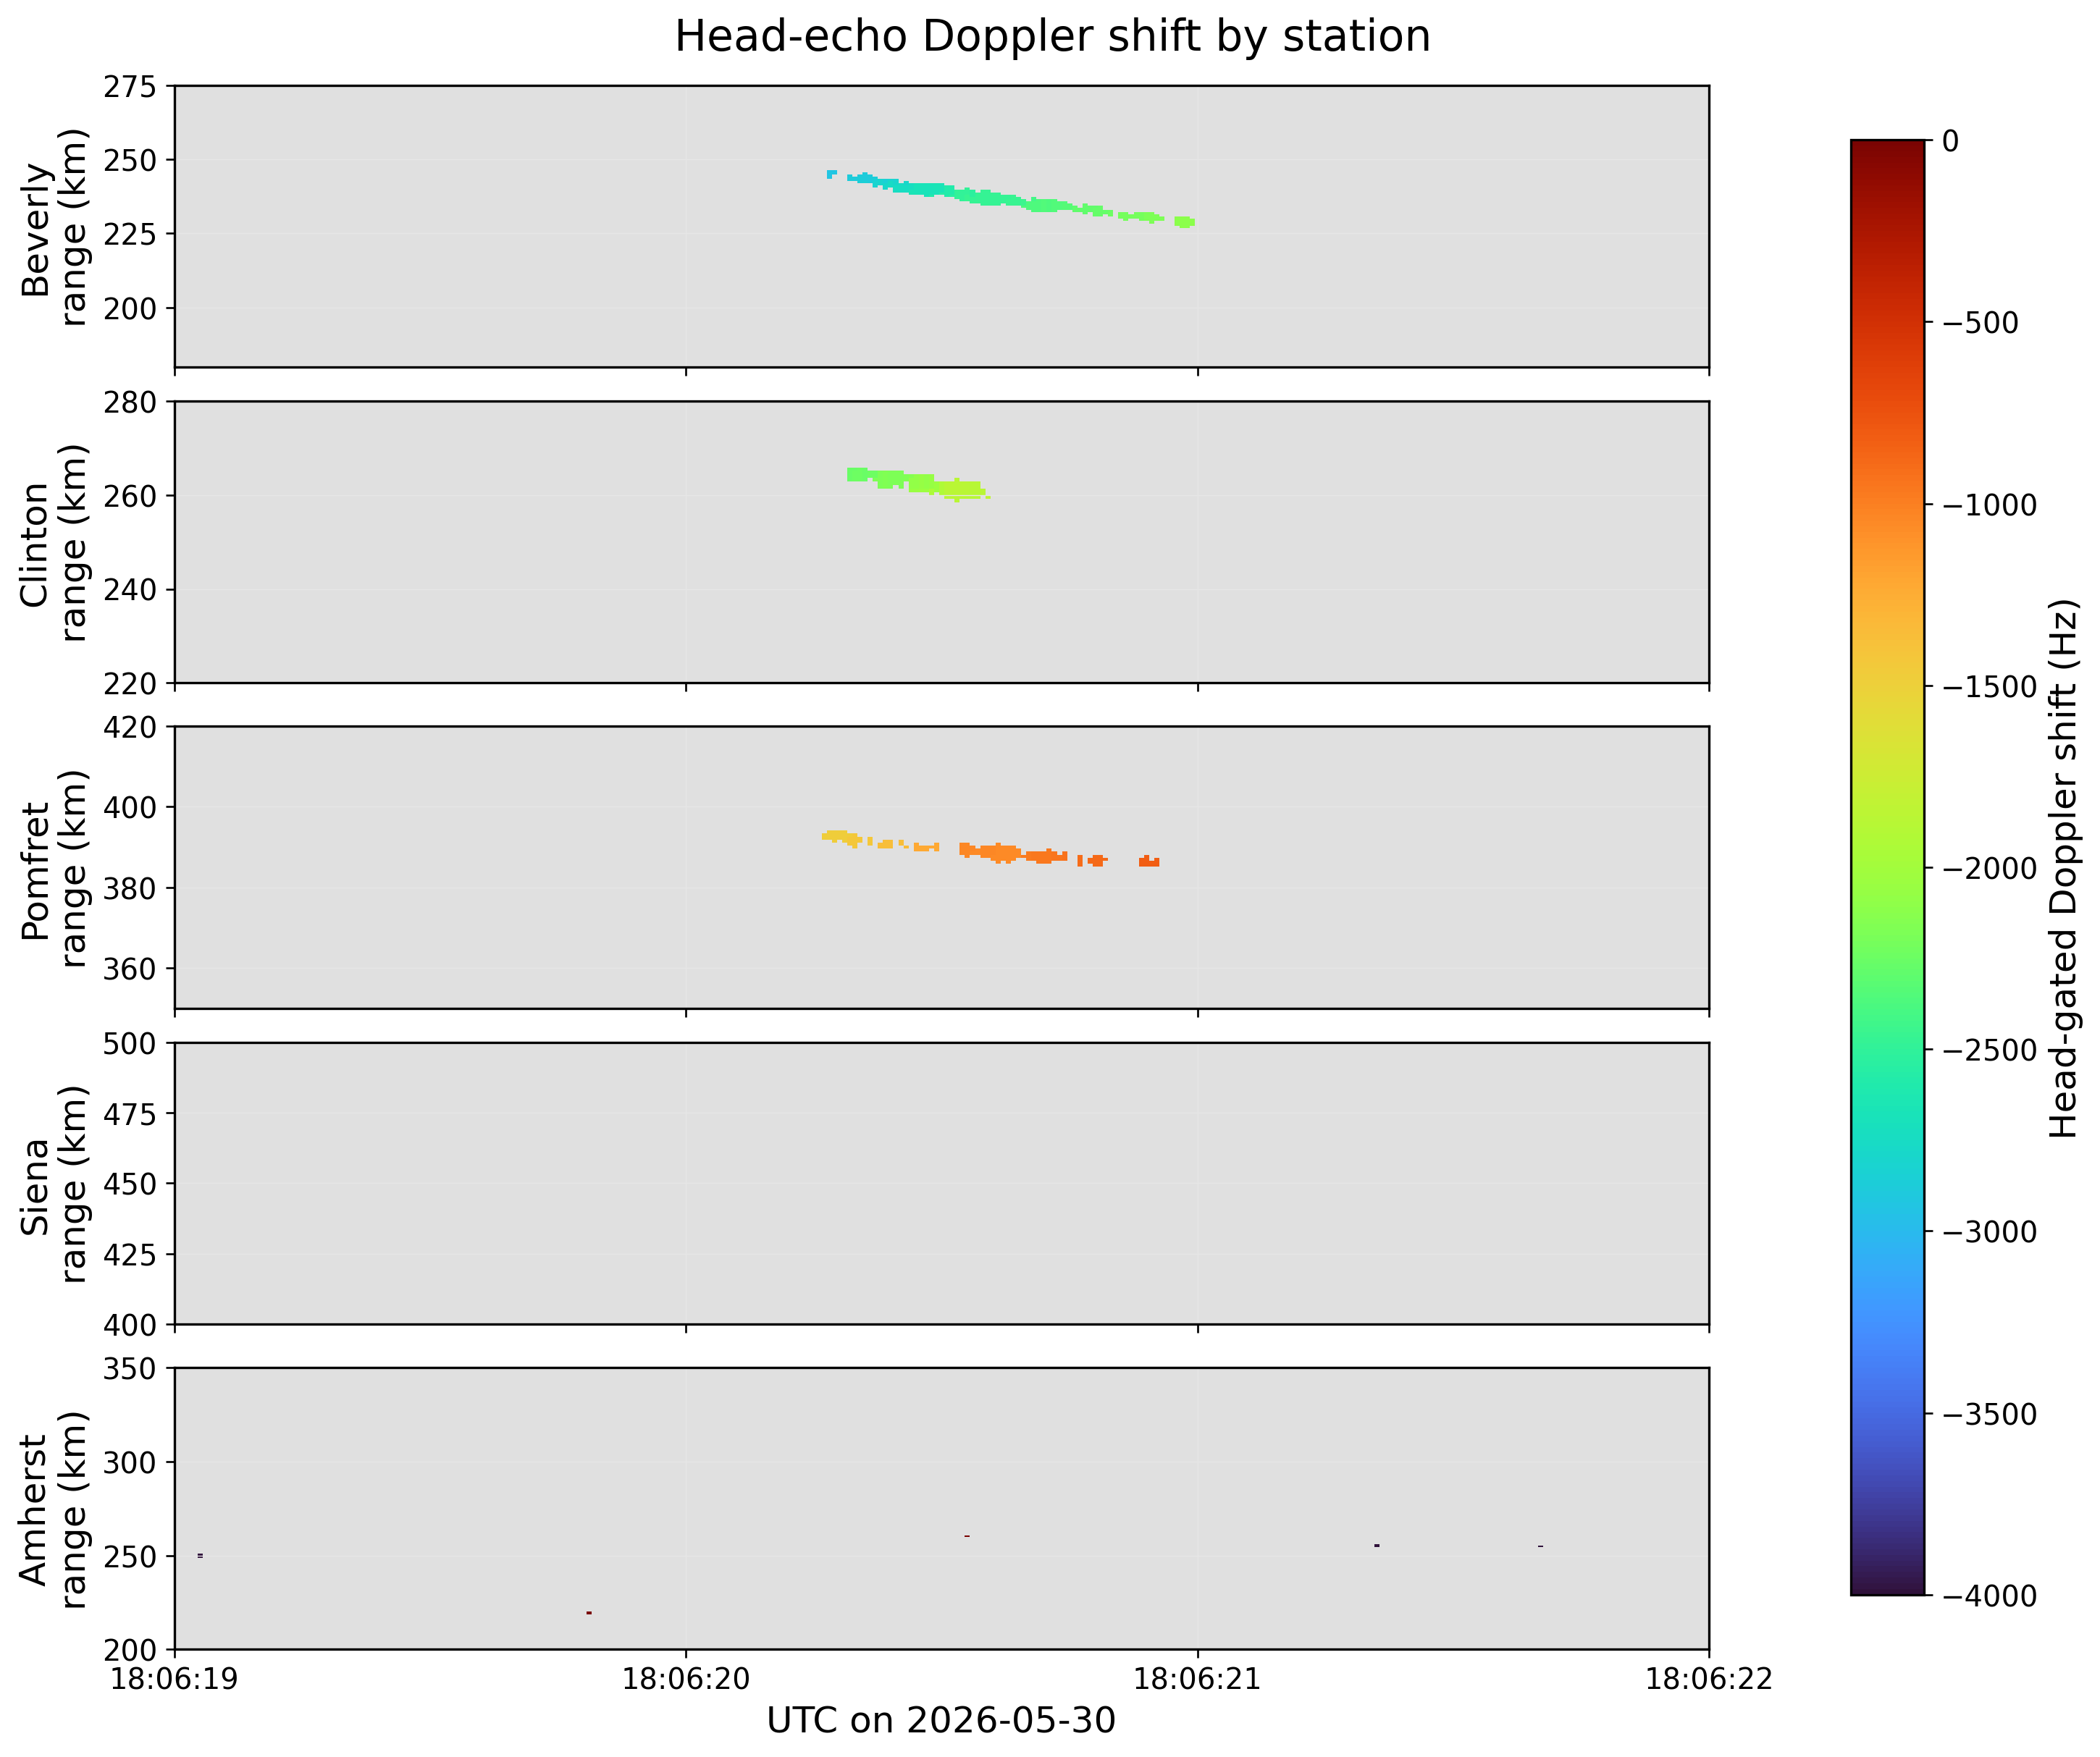 Head-echo Doppler shift by station
Beverly
range (km)
275
250
225
200
Clinton
range (km)
280
260
240
220
Pomfret
range (km)
420
400
380
360
Siena
range (km)
500
475
450
425
400
Amherst
range (km)
350
300
250
200
18:06:19 18:06:20 18:06:21 18:06:22
UTC on 2026-05-30
0
−500
−1000
−1500
−2000
−2500
−3000
−3500
−4000
Head-gated Doppler shift (Hz)